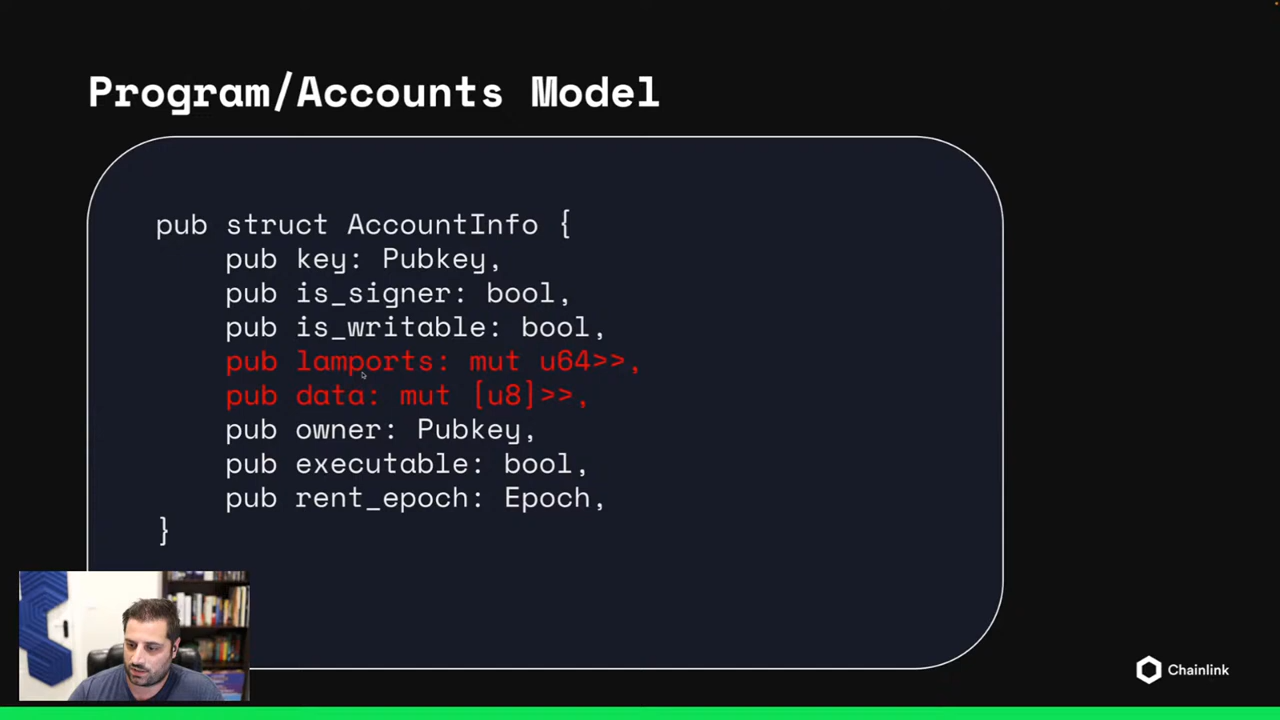 Program/Accounts Model
pub struct AccountInfo {
pub key: Pubkey,
pub is_signer: bool,
pub is_writable: bool,
pub lamports: mut u64>>,
pub data: mut [u8]>>,
pub owner: Pubkey,
pub executable: bool,
pub rent_epoch: Epoch,
}
Chainlink